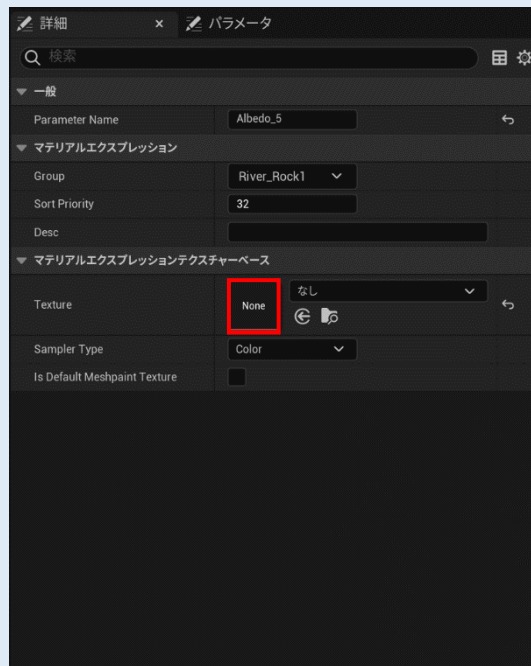 詳細 × パラメータ
検索
一般
Parameter Name Albedo_5
マテリアルエクスプレッション
Group River_Rock1
Sort Priority 32
Desc
マテリアルエクスプレッションテクスチャーベース
Texture None なし
Sampler Type Color
Is Default Meshpaint Texture